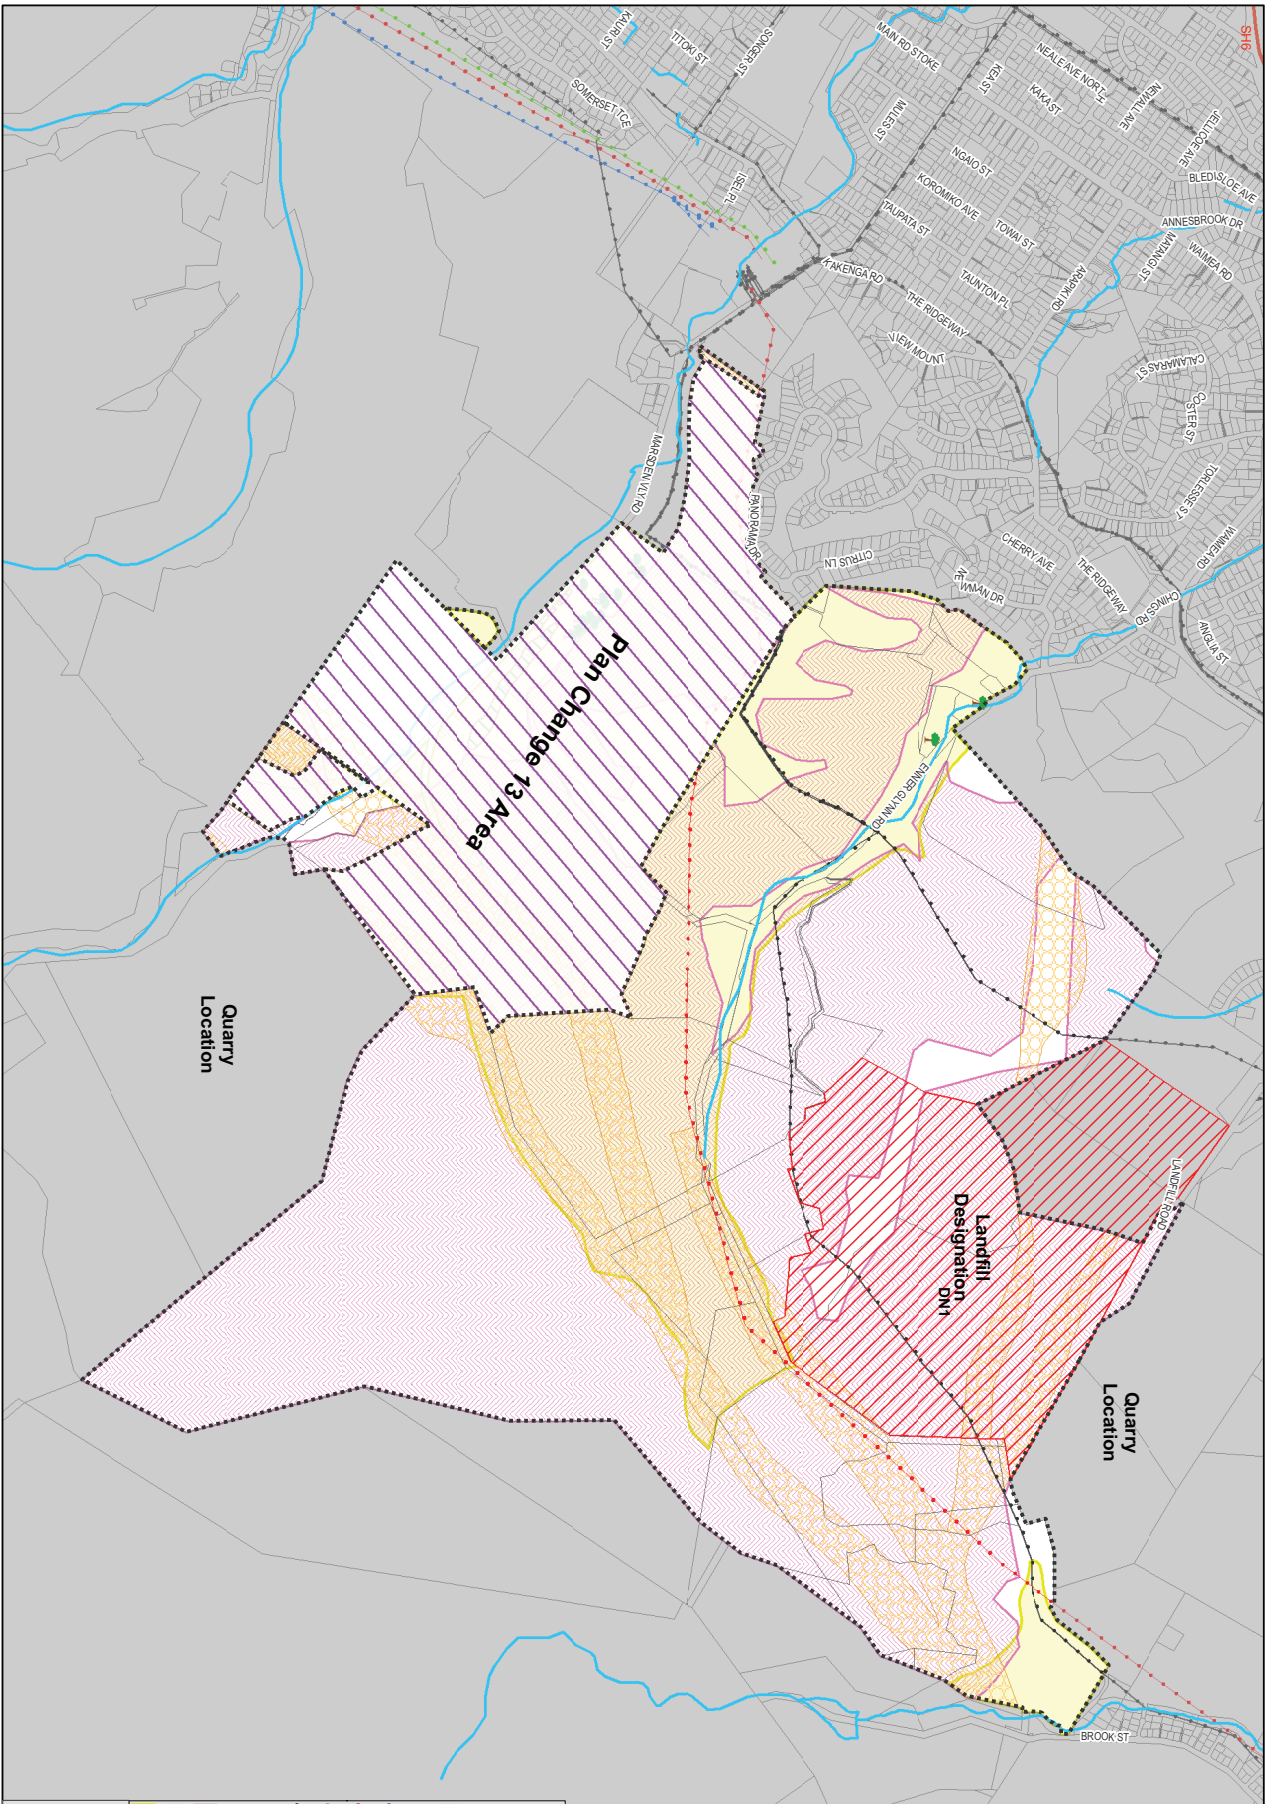 SH6
KAURI ST
TITOKI ST
SONGER ST
MAIN RD STOKE
NEALE AVE NORTH
KEA ST
KAKA ST
NEWALL AVE
JELLICOE AVE
BLEDISLOE AVE
SOMERSET TCE
MULES ST
NGAIO ST
KOROMIKO AVE
ISEL PL
TAUPATA ST
TOWAI ST
ANNESBROOK DR
MATANGI ST
WAIMEA RD
KAKENGA RD
TAUNTON PL
ARAPIKI RD
THE RIDGEWAY
VIEW MOUNT
CALAMARAS ST
COSTER ST
MARSDEN VLY RD
TORLESSE ST
PANORAMA DR
CITRUS LN
CHERRY AVE
WAIMEA RD
NEWMAN DR
THE RIDGEWAY
CHINGS RD
ANGLIA ST
Plan Change 13 Area
ENNER GLYNN RD
Quarry
Location
LANDFILL ROAD
Landfill
Designation
DN1
Quarry
Location
BROOK ST